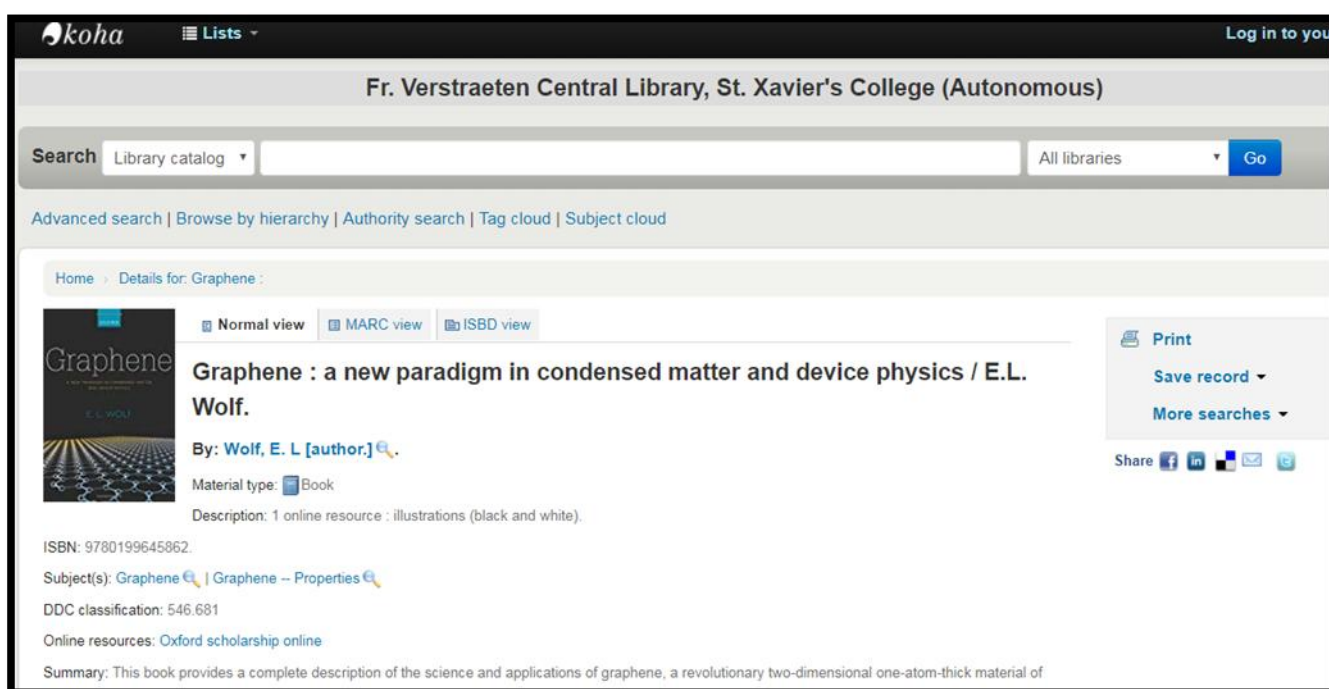 koha Lists Log in to you
Fr. Verstraeten Central Library, St. Xavier's College (Autonomous)
Search Library catalog All libraries Go
Advanced search | Browse by hierarchy | Authority search | Tag cloud | Subject cloud
Home › Details for: Graphene :
Graphene
E. L. WOLF
Normal view MARC view ISBD view
Graphene : a new paradigm in condensed matter and device physics / E.L.
Wolf.
By: Wolf, E. L [author.] .
Material type: Book
Description: 1 online resource : illustrations (black and white).
ISBN: 9780199645862.
Subject(s): Graphene | Graphene -- Properties
DDC classification: 546.681
Online resources: Oxford scholarship online
Summary: This book provides a complete description of the science and applications of graphene, a revolutionary two-dimensional one-atom-thick material of
Print
Save record
More searches
Share